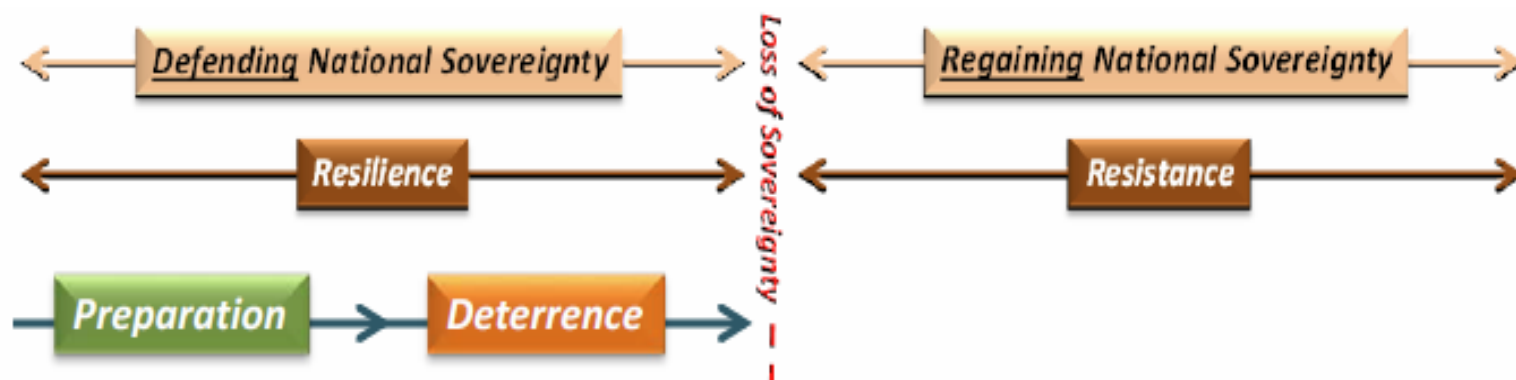 Defending National Sovereignty
Loss of Sovereignty
Regaining National Sovereignty
Resilience
Resistance
Preparation
Deterrence